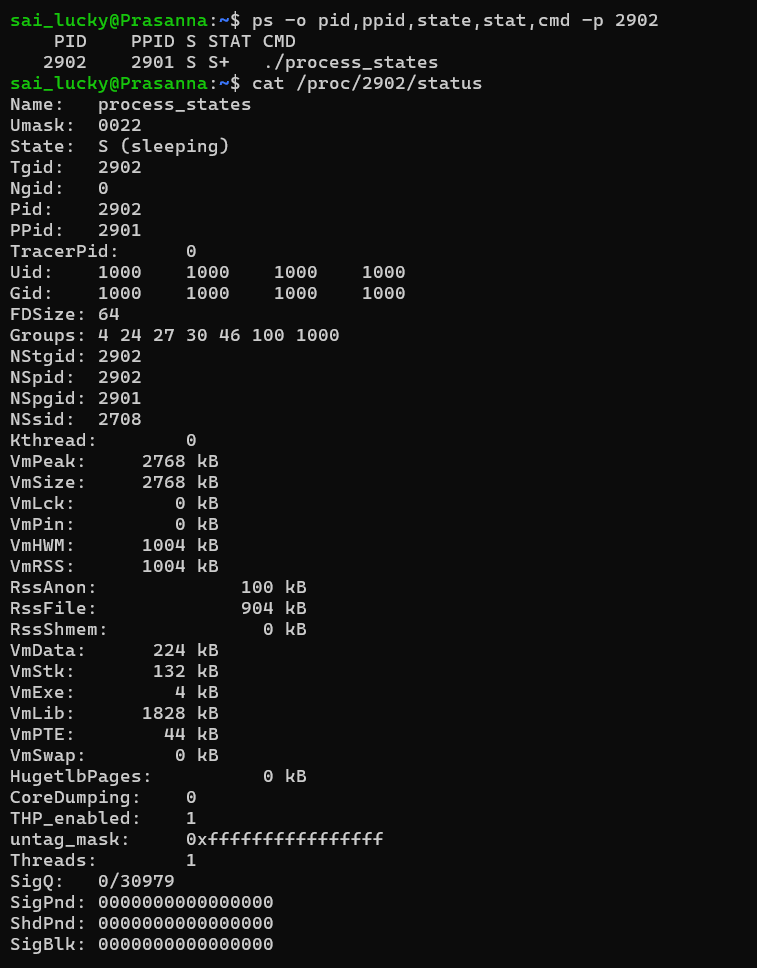 sai_lucky@Prasanna:~$ ps -o pid,ppid,state,stat,cmd -p 2902
    PID    PPID S STAT CMD
   2902    2901 S S+   ./process_states
sai_lucky@Prasanna:~$ cat /proc/2902/status
Name:   process_states
Umask:  0022
State:  S (sleeping)
Tgid:   2902
Ngid:   0
Pid:    2902
PPid:   2901
TracerPid:      0
Uid:    1000    1000    1000    1000
Gid:    1000    1000    1000    1000
FDSize: 64
Groups: 4 24 27 30 46 100 1000
NStgid: 2902
NSpid:  2902
NSpgid: 2901
NSsid:  2708
Kthread:        0
VmPeak:     2768 kB
VmSize:     2768 kB
VmLck:         0 kB
VmPin:         0 kB
VmHWM:      1004 kB
VmRSS:      1004 kB
RssAnon:             100 kB
RssFile:             904 kB
RssShmem:              0 kB
VmData:      224 kB
VmStk:       132 kB
VmExe:         4 kB
VmLib:      1828 kB
VmPTE:        44 kB
VmSwap:        0 kB
HugetlbPages:          0 kB
CoreDumping:    0
THP_enabled:    1
untag_mask:     0xffffffffffffffff
Threads:        1
SigQ:   0/30979
SigPnd: 0000000000000000
ShdPnd: 0000000000000000
SigBlk: 0000000000000000